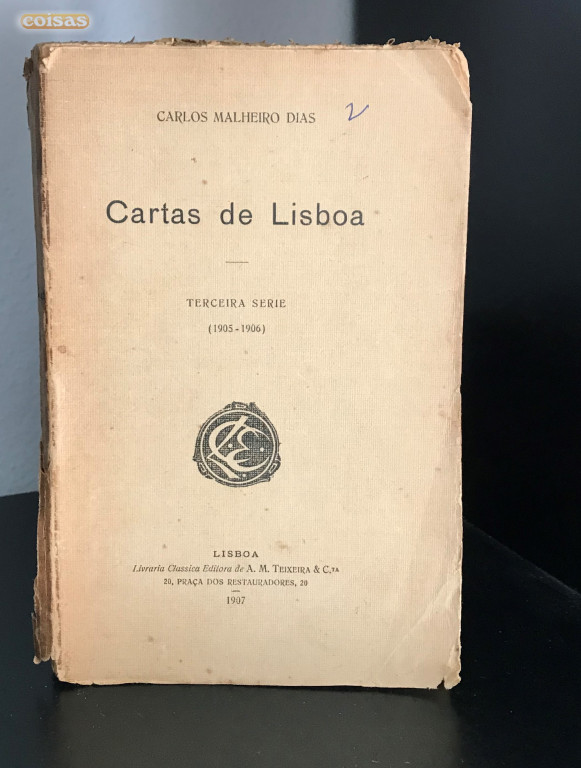 coisas
CARLOS MALHEIRO DIAS
2
Cartas de Lisboa
TERCEIRA SERIE
(1905-1906)
LCE
LISBOA
Livraria Classica Editora de A. M. TEIXEIRA & C.TA
20, PRAÇA DOS RESTAURADORES, 20
1907